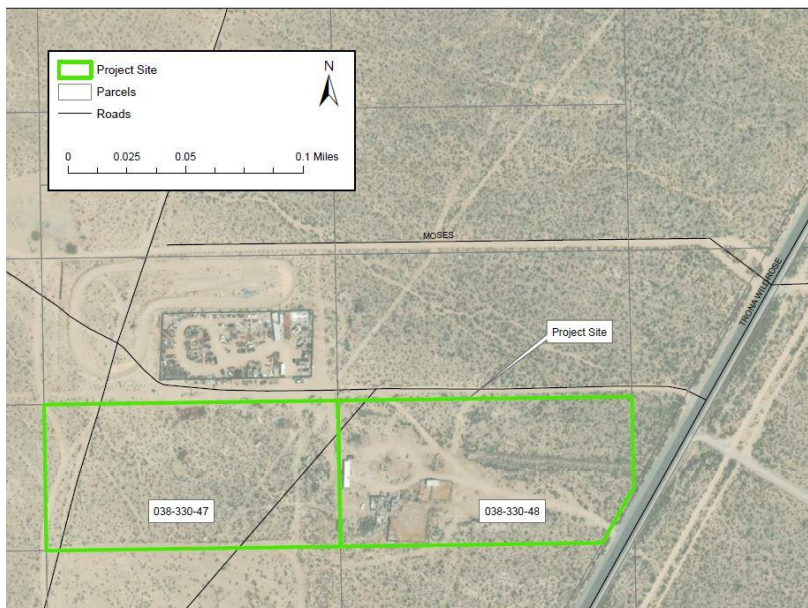 Project Site
N
Parcels
Roads
0 0.025 0.05 0.1 Miles
MOSES
TRONA WILDROSE
Project Site
038-330-47
038-330-48